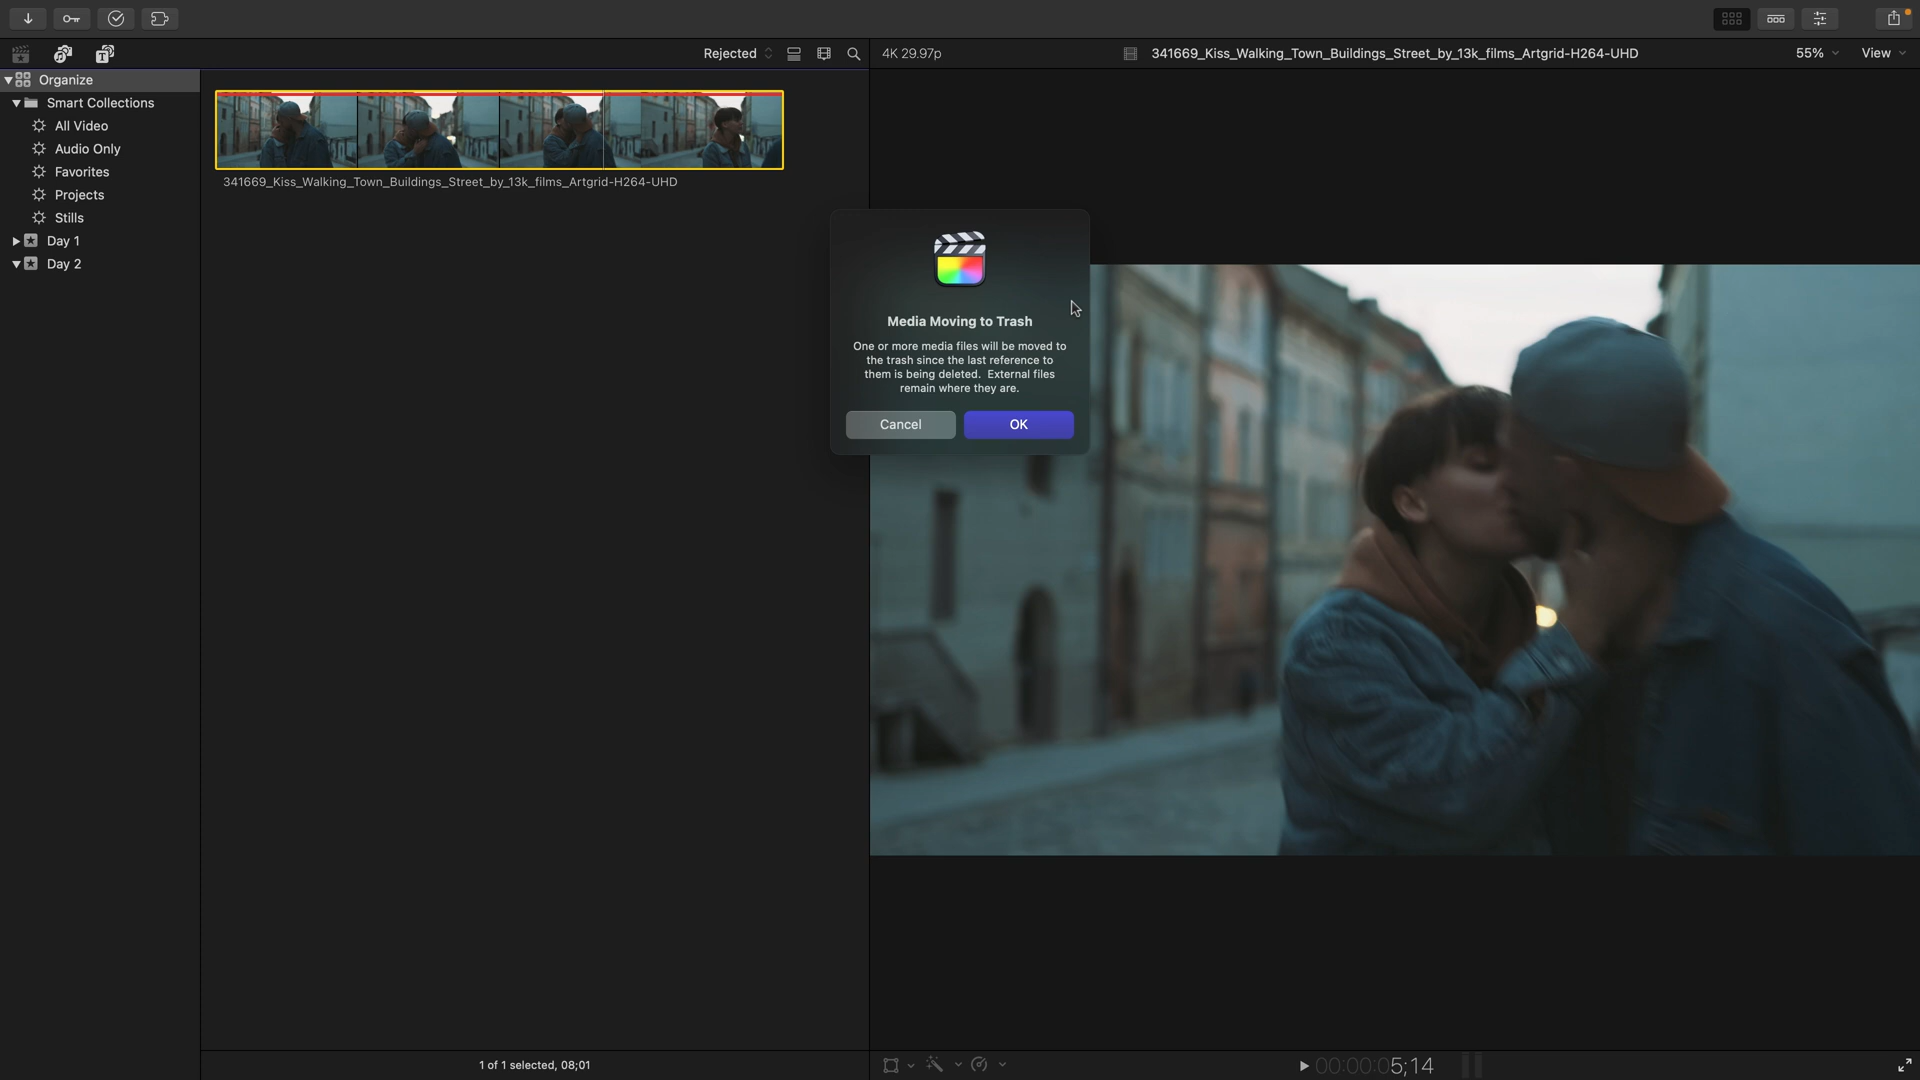 Rejected
4K 29.97p
341669_Kiss_Walking_Town_Buildings_Street_by_13k_films_Artgrid-H264-UHD
55%
View
Organize
Smart Collections
All Video
Audio Only
Favorites
Projects
Stills
Day 1
Day 2
341669_Kiss_Walking_Town_Buildings_Street_by_13k_films_Artgrid-H264-UHD
Media Moving to Trash
One or more media files will be moved to
the trash since the last reference to
them is being deleted. External files
remain where they are.
Cancel
OK
1 of 1 selected, 08;01
00:00:05;14